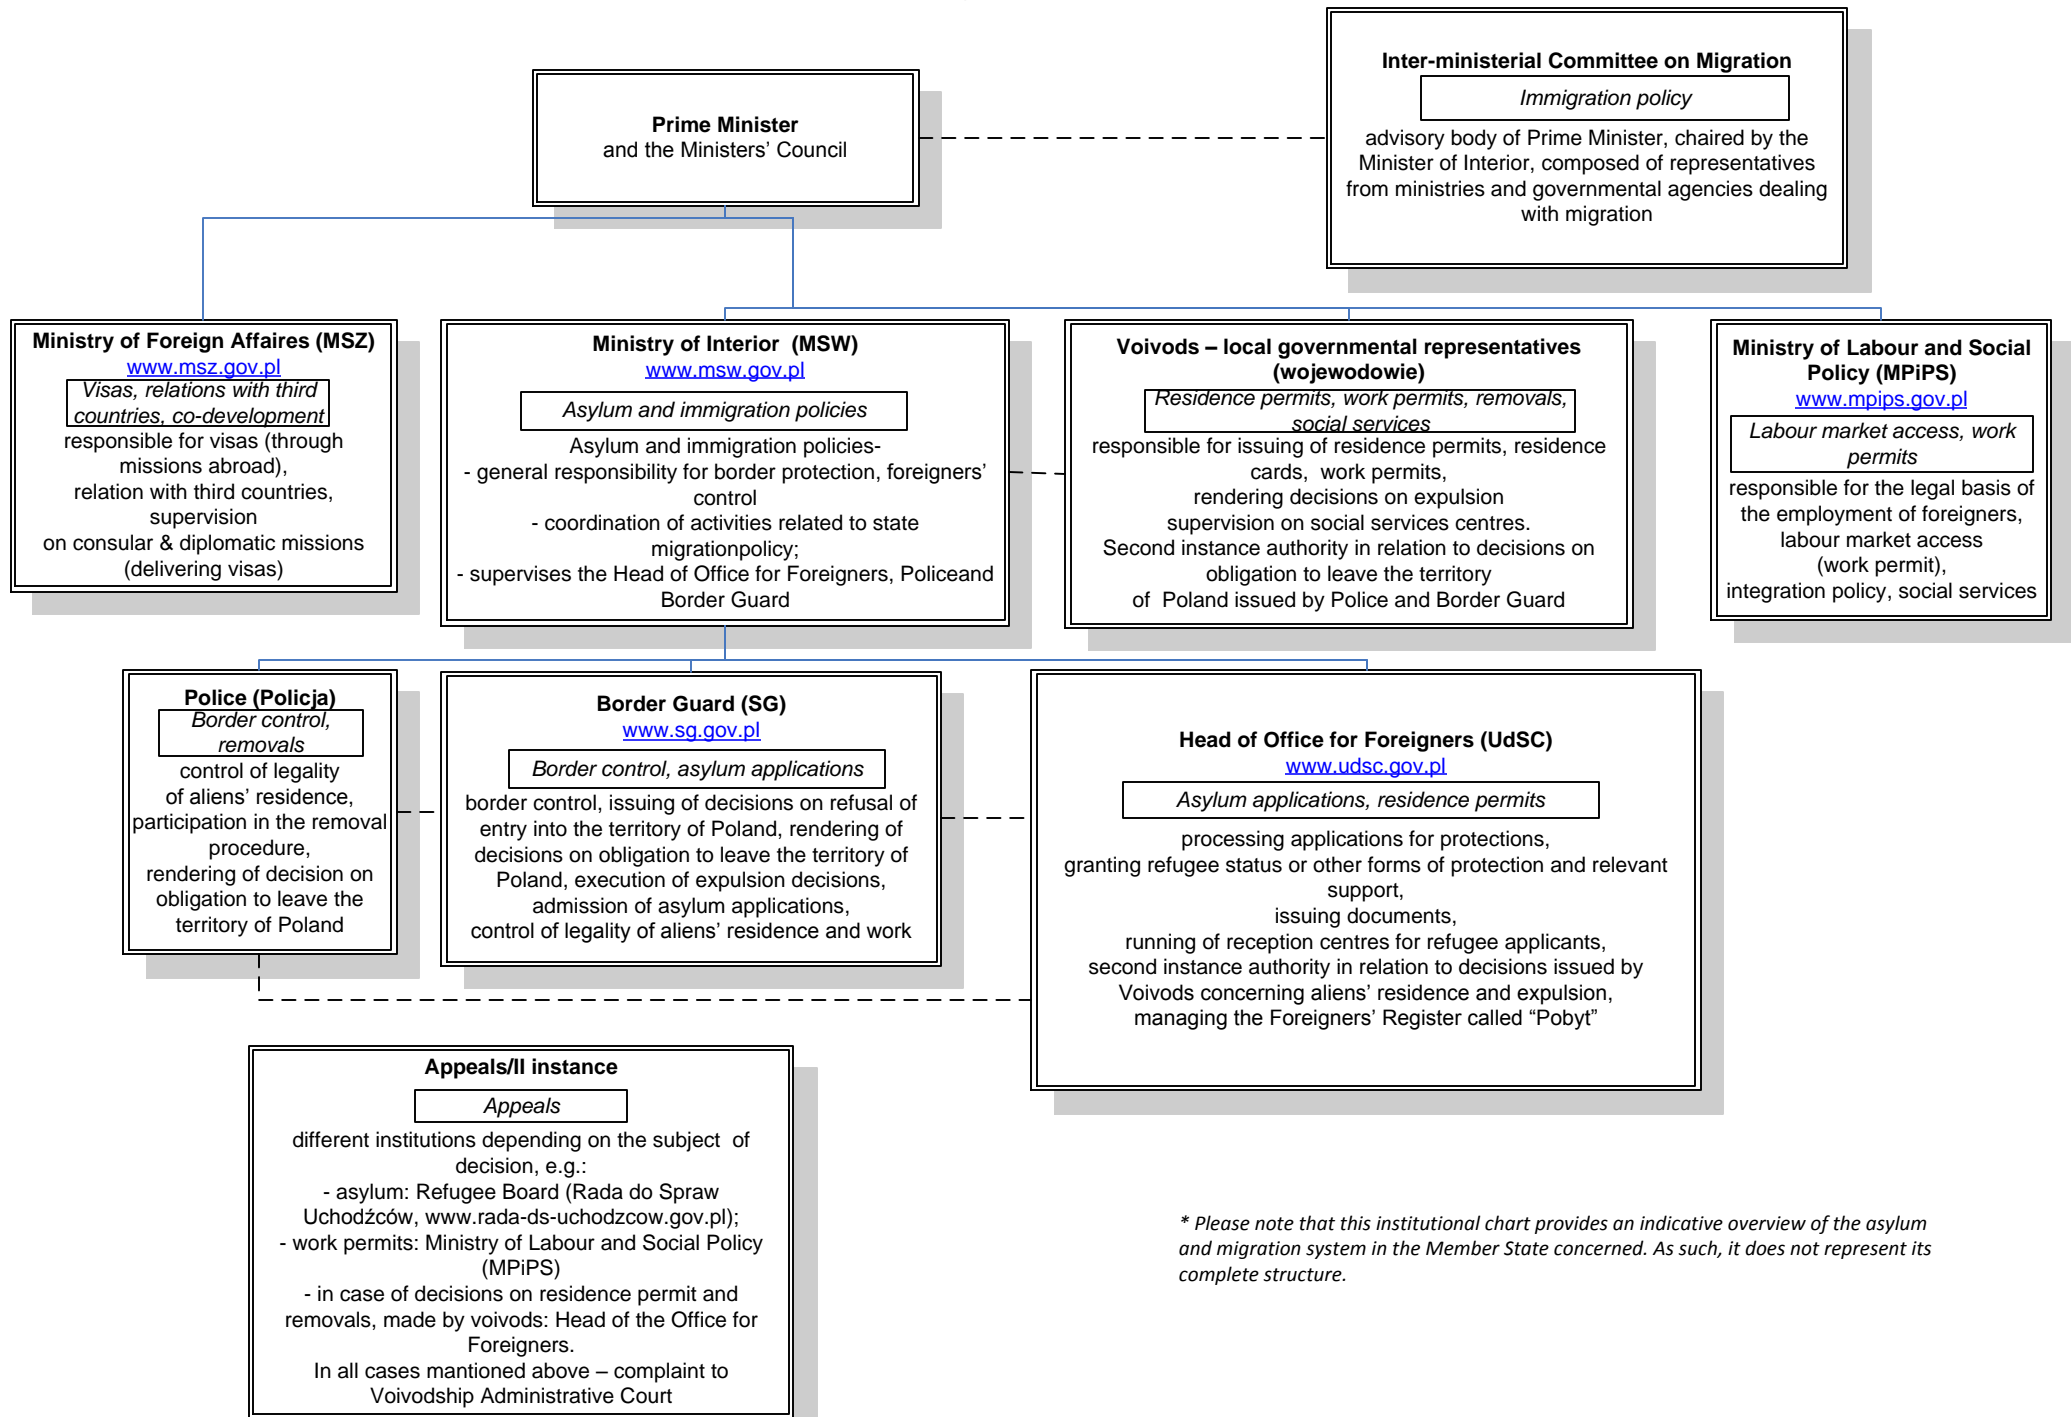 Inter-ministerial Committee on Migration
Immigration policy
advisory body of Prime Minister, chaired by the
Minister of Interior, composed of representatives
from ministries and governmental agencies dealing
with migration
Prime Minister
and the Ministers’ Council
Ministry of Foreign Affaires (MSZ)
www.msz.gov.pl
Visas, relations with third
countries, co-development
responsible for visas (through
missions abroad),
relation with third countries,
supervision
on consular & diplomatic missions
(delivering visas)
Ministry of Interior (MSW)
www.msw.gov.pl
Asylum and immigration policies
Asylum and immigration policies-
- general responsibility for border protection, foreigners’
control
- coordination of activities related to state
migrationpolicy;
- supervises the Head of Office for Foreigners, Policeand
Border Guard
Voivods – local governmental representatives
(wojewodowie)
Residence permits, work permits, removals,
social services
responsible for issuing of residence permits, residence
cards, work permits,
rendering decisions on expulsion
supervision on social services centres.
Second instance authority in relation to decisions on
obligation to leave the territory
of Poland issued by Police and Border Guard
Ministry of Labour and Social
Policy (MPiPS)
www.mpips.gov.pl
Labour market access, work
permits
responsible for the legal basis of
the employment of foreigners,
labour market access
(work permit),
integration policy, social services
Police (Policja)
Border control,
removals
control of legality
of aliens’ residence,
participation in the removal
procedure,
rendering of decision on
obligation to leave the
territory of Poland
Border Guard (SG)
www.sg.gov.pl
Border control, asylum applications
border control, issuing of decisions on refusal of
entry into the territory of Poland, rendering of
decisions on obligation to leave the territory of
Poland, execution of expulsion decisions,
admission of asylum applications,
control of legality of aliens’ residence and work
Head of Office for Foreigners (UdSC)
www.udsc.gov.pl
Asylum applications, residence permits
processing applications for protections,
granting refugee status or other forms of protection and relevant
support,
issuing documents,
running of reception centres for refugee applicants,
second instance authority in relation to decisions issued by
Voivods concerning aliens’ residence and expulsion,
managing the Foreigners’ Register called “Pobyt”
Appeals/II instance
Appeals
different institutions depending on the subject of
decision, e.g.:
- asylum: Refugee Board (Rada do Spraw
Uchodźców, www.rada-ds-uchodzcow.gov.pl);
- work permits: Ministry of Labour and Social Policy
(MPiPS)
- in case of decisions on residence permit and
removals, made by voivods: Head of the Office for
Foreigners.
In all cases mantioned above – complaint to
Voivodship Administrative Court
* Please note that this institutional chart provides an indicative overview of the asylum
and migration system in the Member State concerned. As such, it does not represent its
complete structure.